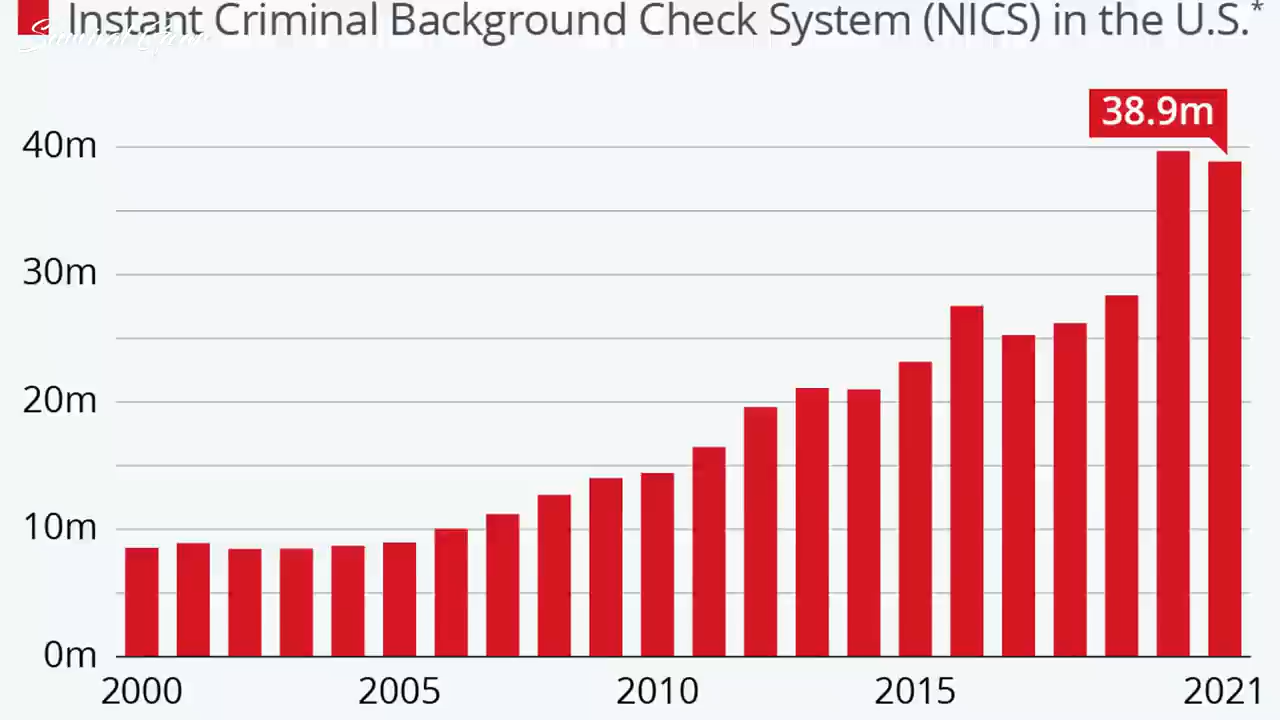 Instant Criminal Background Check System (NICS) in the U.S.*
38.9m
40m
30m
20m
10m
0m
2000 2005 2010 2015 2021